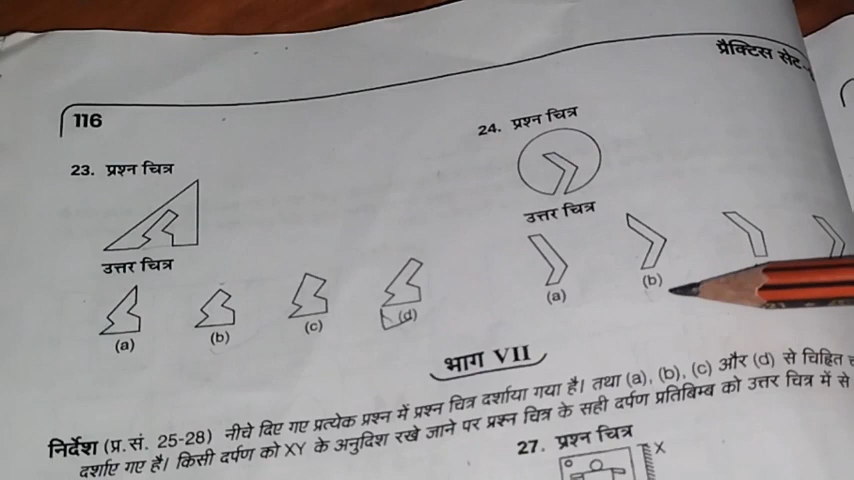 प्रैक्टिस सेट
116
23. प्रश्न चित्र
उत्तर चित्र
(a) (b) (c) (d)
24. प्रश्न चित्र
उत्तर चित्र
(a) (b)
भाग VII
निर्देश (प्र.सं. 25-28) नीचे दिए गए प्रत्येक प्रश्न में प्रश्न चित्र दर्शाया गया है। तथा (a), (b), (c) और (d) से चिह्नित
दर्शाए गए है। किसी दर्पण को XY के अनुदिश रखे जाने पर प्रश्न चित्र के सही दर्पण प्रतिबिम्ब को उत्तर चित्र में से
27. प्रश्न चित्र
X